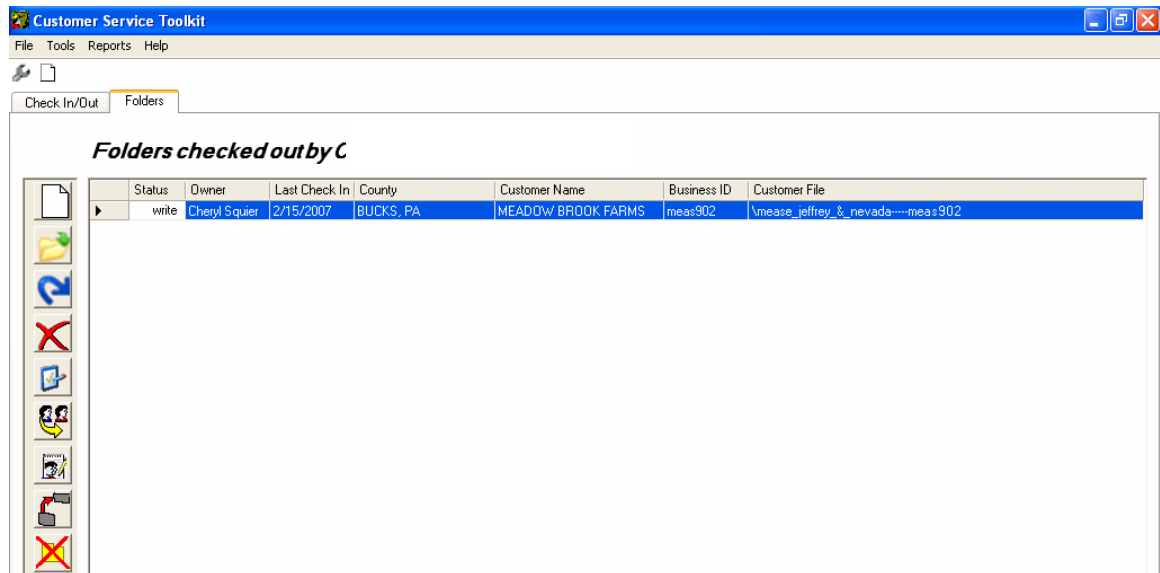 Customer Service Toolkit
File Tools Reports Help
Check In/Out Folders
Folders checked out by C
Status Owner Last Check In County Customer Name Business ID Customer File
write Cheryl Squier 2/15/2007 BUCKS, PA MEADOW BROOK FARMS meas902 \mease_jeffrey_&_nevada-----meas902